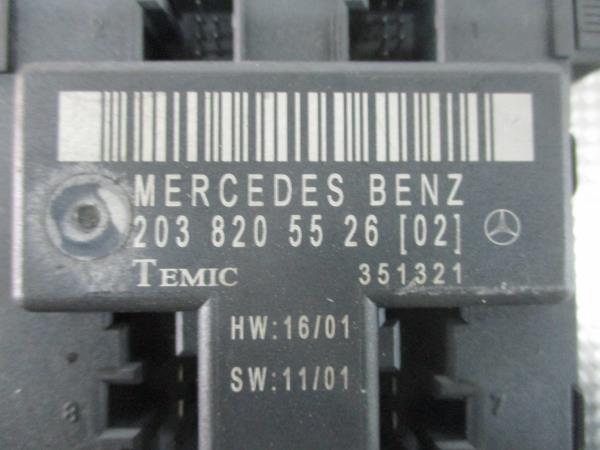 MERCEDES BENZ
203 820 55 26 [02]
TEMIC 351321
HW:16/01
SW:11/01
8 7